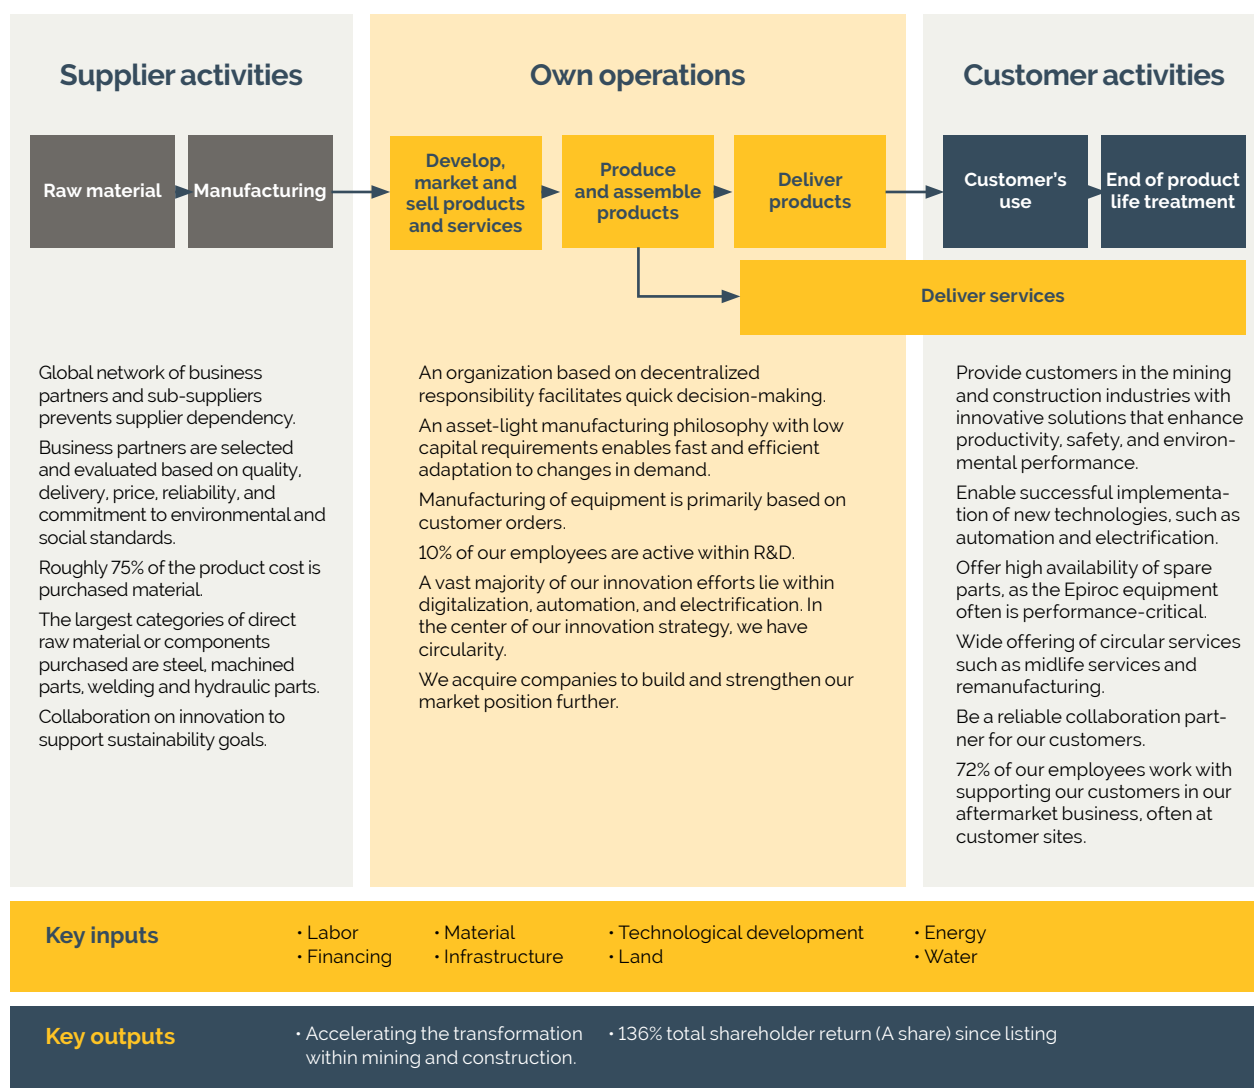 Supplier activities
Own operations
Customer activities
Raw material
Manufacturing
Develop,
market and
sell products
and services
Produce
and assemble
products
Deliver
products
Customer’s
use
End of product
life treatment
Deliver services
Global network of business
partners and sub-suppliers
prevents supplier dependency.
Business partners are selected
and evaluated based on quality,
delivery, price, reliability, and
commitment to environmental and
social standards.
Roughly 75% of the product cost is
purchased material.
The largest categories of direct
raw material or components
purchased are steel, machined
parts, welding and hydraulic parts.
Collaboration on innovation to
support sustainability goals.
An organization based on decentralized
responsibility facilitates quick decision-making.
An asset-light manufacturing philosophy with low
capital requirements enables fast and efficient
adaptation to changes in demand.
Manufacturing of equipment is primarily based on
customer orders.
10% of our employees are active within R&D.
A vast majority of our innovation efforts lie within
digitalization, automation, and electrification. In
the center of our innovation strategy, we have
circularity.
We acquire companies to build and strengthen our
market position further.
Provide customers in the mining
and construction industries with
innovative solutions that enhance
productivity, safety, and environ-
mental performance.
Enable successful implementa-
tion of new technologies, such as
automation and electrification.
Offer high availability of spare
parts, as the Epiroc equipment
often is performance-critical.
Wide offering of circular services
such as midlife services and
remanufacturing.
Be a reliable collaboration part-
ner for our customers.
72% of our employees work with
supporting our customers in our
aftermarket business, often at
customer sites.
Key inputs
• Labor
• Financing
• Material
• Infrastructure
• Technological development
• Land
• Energy
• Water
Key outputs
• Accelerating the transformation
within mining and construction.
• 136% total shareholder return (A share) since listing